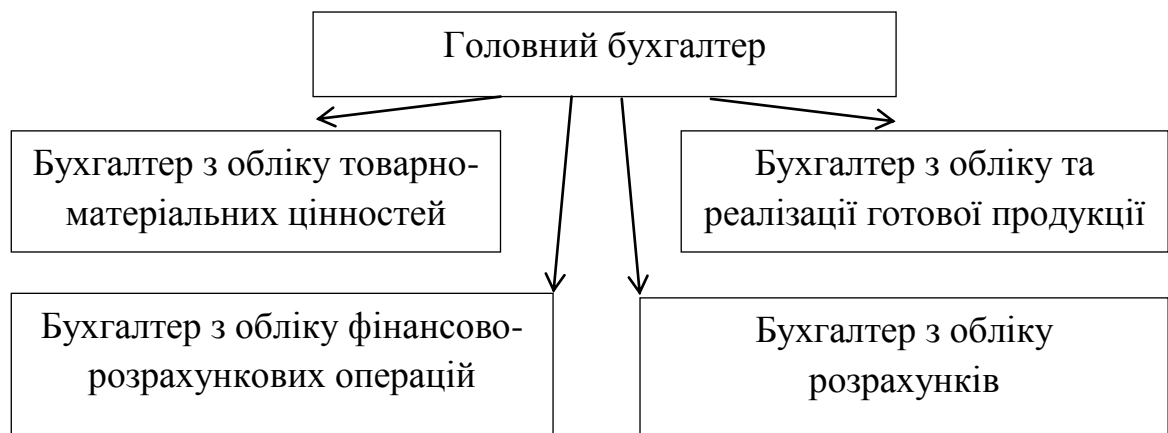 Головний бухгалтер
Бухгалтер з обліку товарно-
матеріальних цінностей
Бухгалтер з обліку та
реалізації готової продукції
Бухгалтер з обліку фінансово-
розрахункових операцій
Бухгалтер з обліку
розрахунків